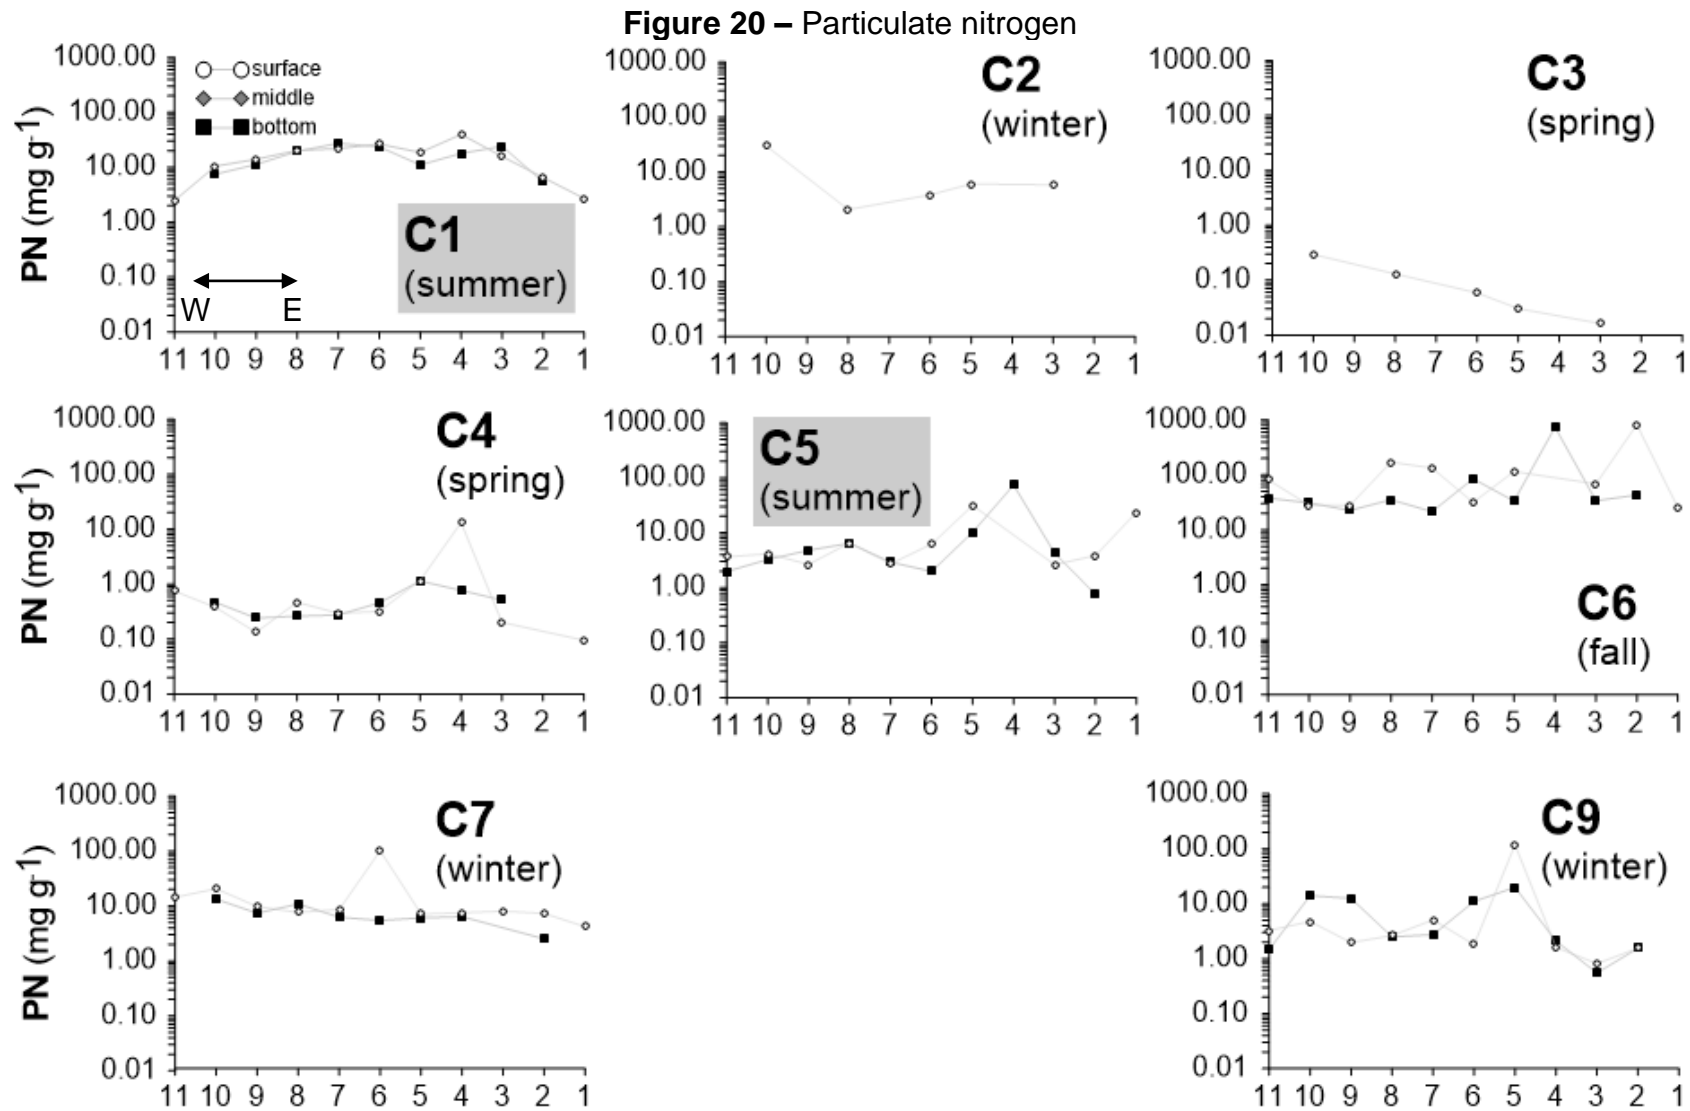 Figure 20 – Particulate nitrogen
PN (mg g-1)
1000.00
100.00
10.00
1.00
0.10
0.01
surface
middle
bottom
C1
(summer)
W E
11 10 9 8 7 6 5 4 3 2 1
1000.00
100.00
10.00
1.00
0.10
0.01
C2
(winter)
11 10 9 8 7 6 5 4 3 2 1
1000.00
100.00
10.00
1.00
0.10
0.01
C3
(spring)
11 10 9 8 7 6 5 4 3 2 1
PN (mg g-1)
1000.00
100.00
10.00
1.00
0.10
0.01
C4
(spring)
11 10 9 8 7 6 5 4 3 2 1
1000.00
100.00
10.00
1.00
0.10
0.01
C5
(summer)
11 10 9 8 7 6 5 4 3 2 1
1000.00
100.00
10.00
1.00
0.10
0.01
C6
(fall)
11 10 9 8 7 6 5 4 3 2 1
PN (mg g-1)
1000.00
100.00
10.00
1.00
0.10
0.01
C7
(winter)
11 10 9 8 7 6 5 4 3 2 1
1000.00
100.00
10.00
1.00
0.10
0.01
C9
(winter)
11 10 9 8 7 6 5 4 3 2 1